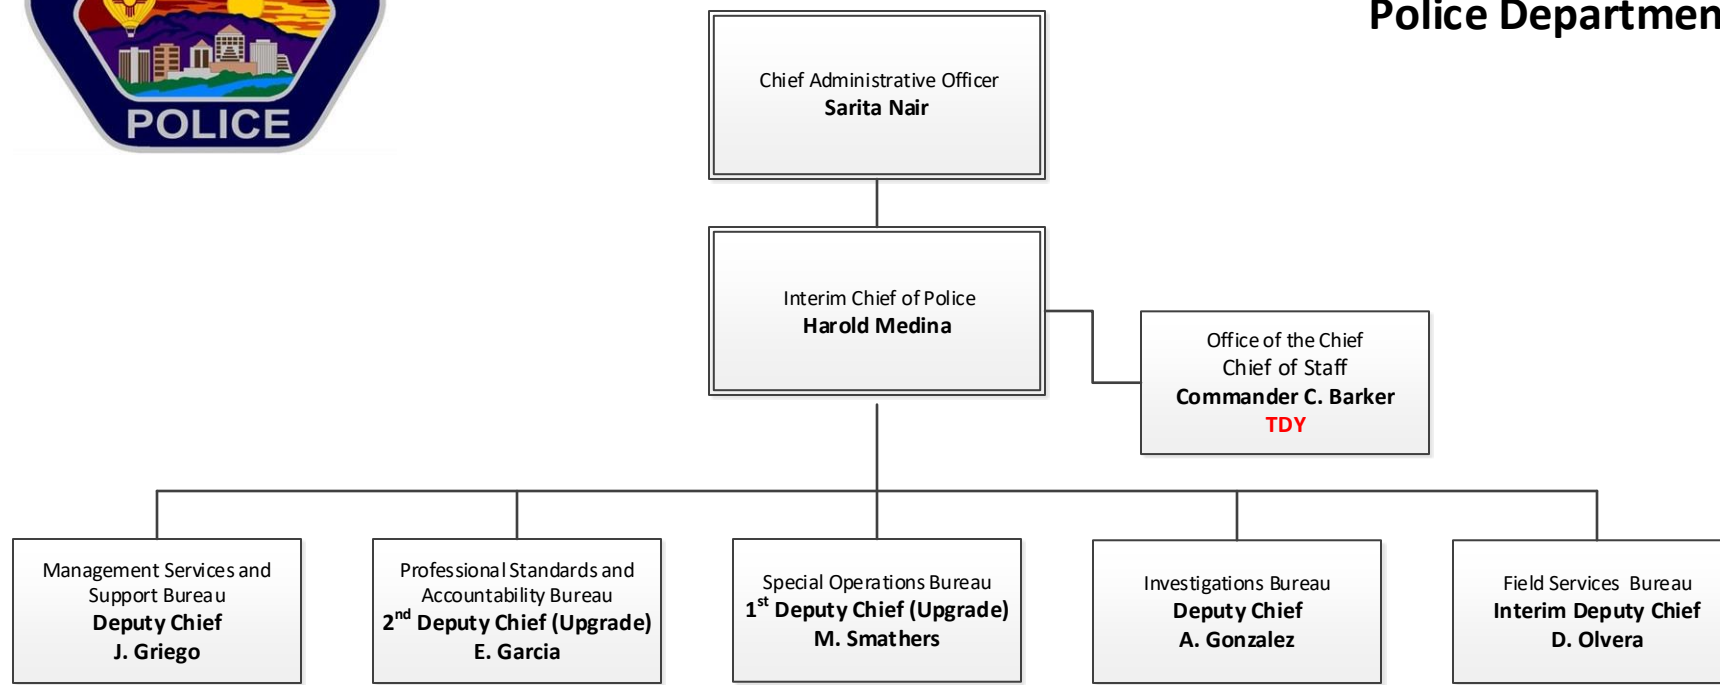 POLICE
Police Departmen
Chief Administrative Officer
Sarita Nair
Interim Chief of Police
Harold Medina
Office of the Chief
Chief of Staff
Commander C. Barker
TDY
Management Services and
Support Bureau
Deputy Chief
J. Griego
Professional Standards and
Accountability Bureau
2nd Deputy Chief (Upgrade)
E. Garcia
Special Operations Bureau
1st Deputy Chief (Upgrade)
M. Smathers
Investigations Bureau
Deputy Chief
A. Gonzalez
Field Services Bureau
Interim Deputy Chief
D. Olvera